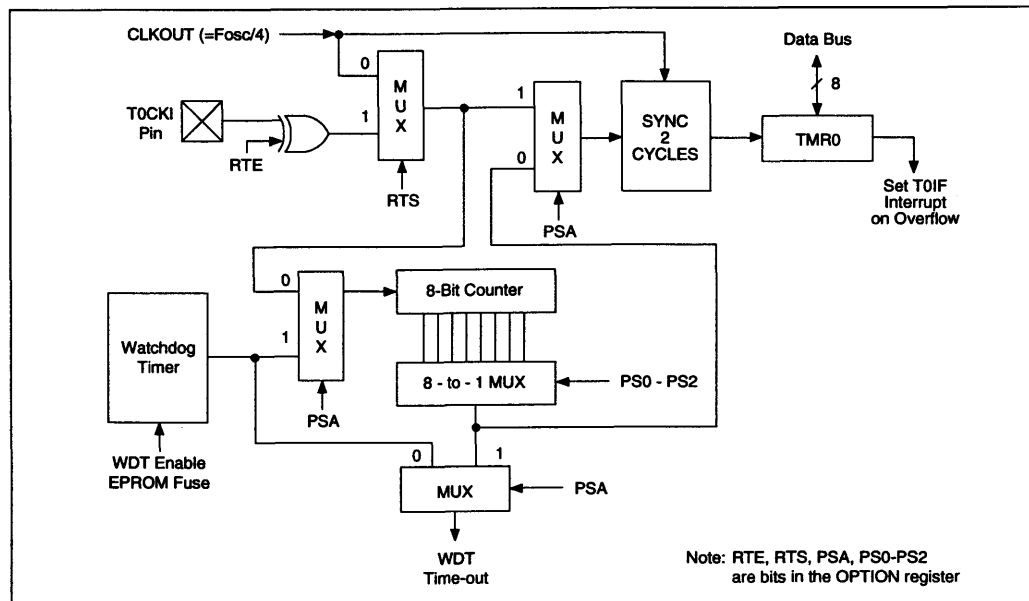 CLKOUT (=Fosc/4)
Data Bus
8
0
M
U
X
1
T0CKI
Pin
RTE
RTS
1
M
U
X
0
PSA
SYNC
2
CYCLES
TMR0
Set T0IF
Interrupt
on Overflow
0
M
U
X
1
PSA
8-Bit Counter
Watchdog
Timer
8 - to - 1 MUX
PS0 - PS2
WDT Enable
EPROM Fuse
0
1
MUX
PSA
WDT
Time-out
Note: RTE, RTS, PSA, PS0-PS2
are bits in the OPTION register